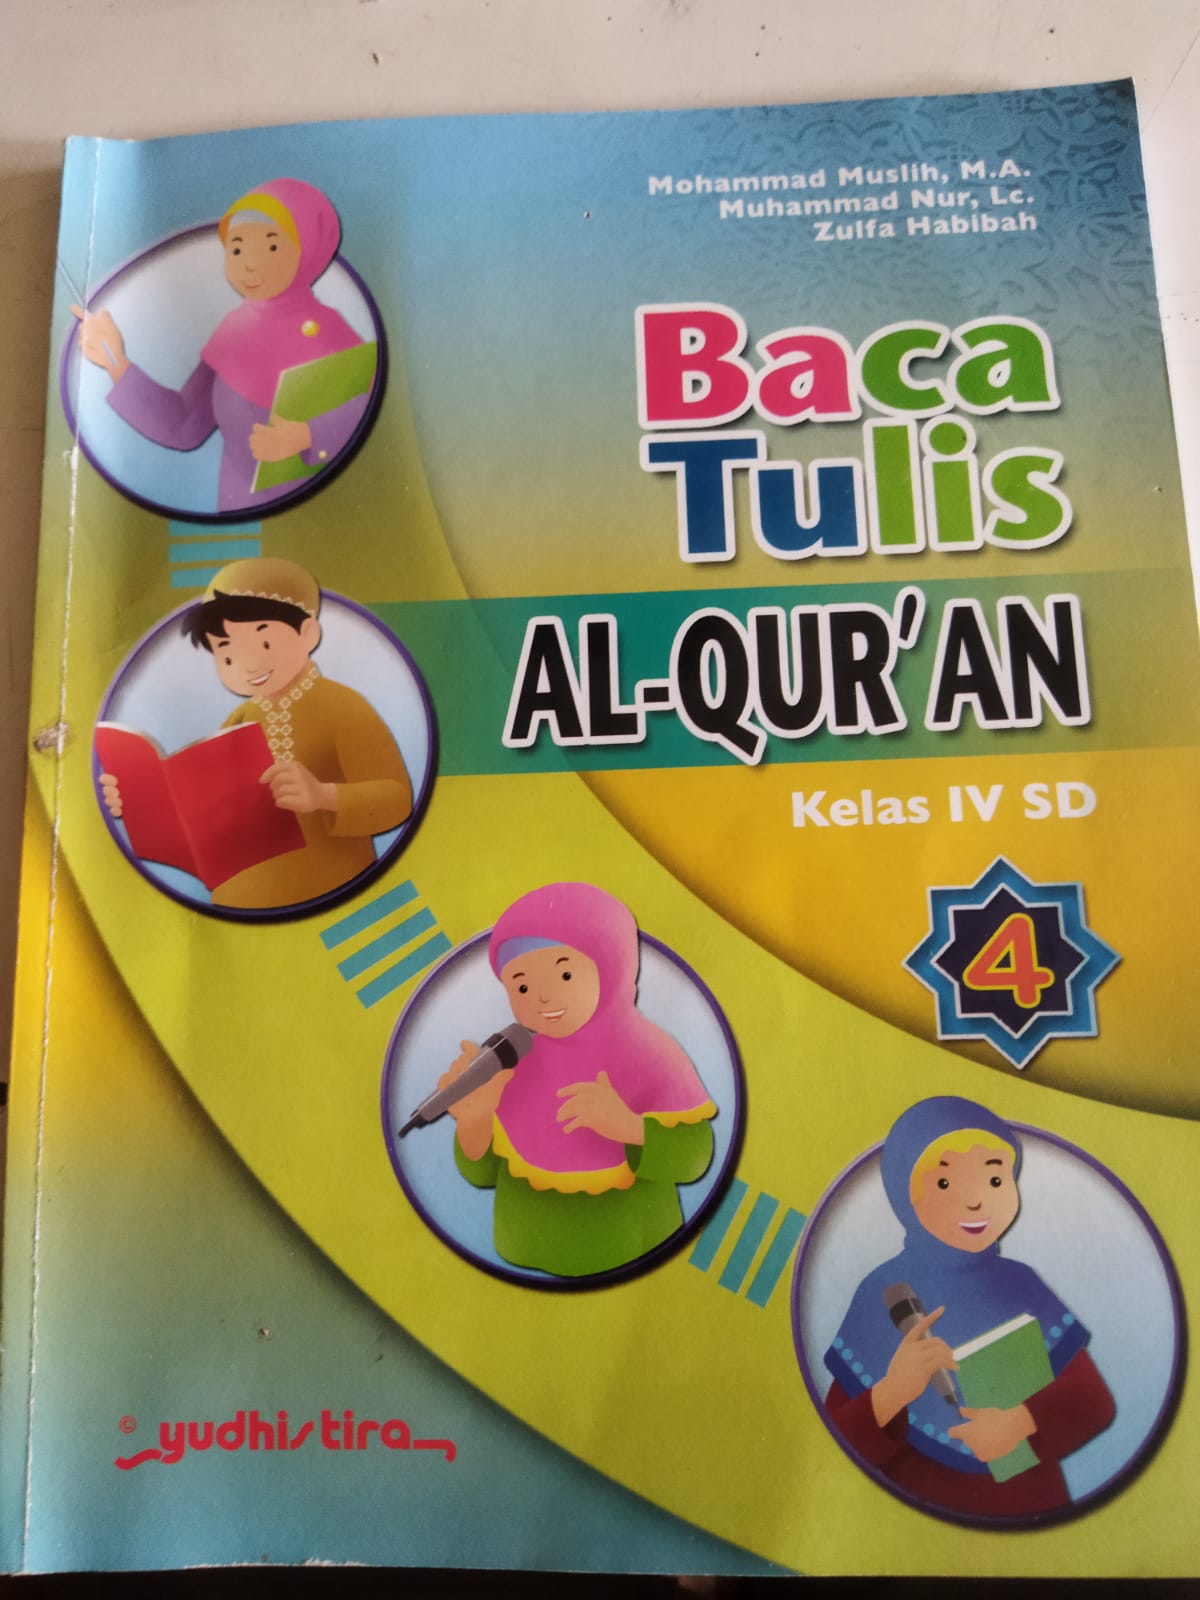 Mohammad Muslih, M.A.
Muhammad Nur, Lc.
Zulfa Habibah
Baca
Tulis
AL-QUR'AN
Kelas IV SD
4
© yudhistira